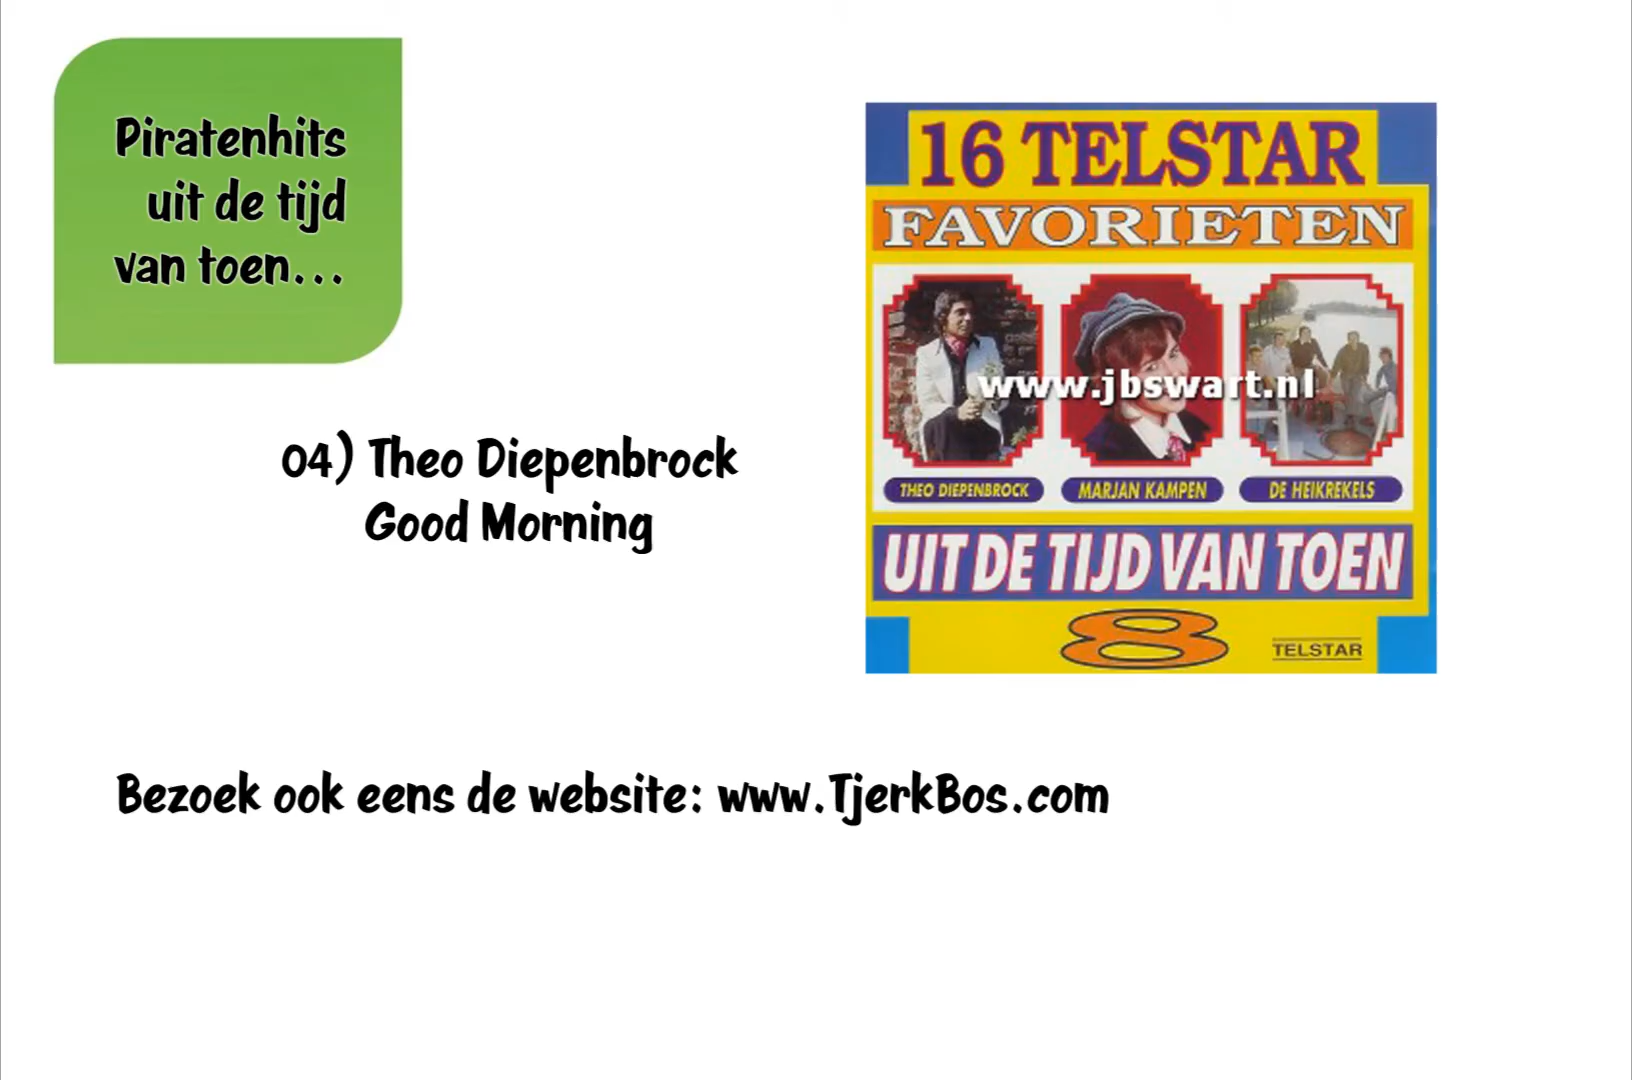 Piratenhits
uit de tijd
van toen...
04) Theo Diepenbrock
Good Morning
16 TELSTAR
FAVORIETEN
www.jbswart.nl
THEO DIEPENBROCK
MARJAN KAMPEN
DE HEIKREKELS
UIT DE TIJD VAN TOEN
8
TELSTAR
Bezoek ook eens de website: www.TjerkBos.com